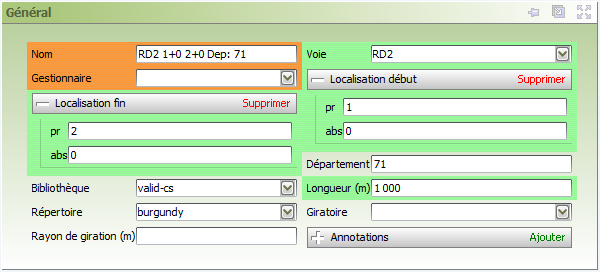 Général
Nom RD2 1+0 2+0 Dep: 71
Voie RD2
Gestionnaire
Localisation début Supprimer
Localisation fin Supprimer
pr 1
pr 2
abs 0
abs 0
Département 71
Bibliothèque valid-cs
Longueur (m) 1 000
Répertoire burgundy
Giratoire
Rayon de giration (m)
Annotations Ajouter